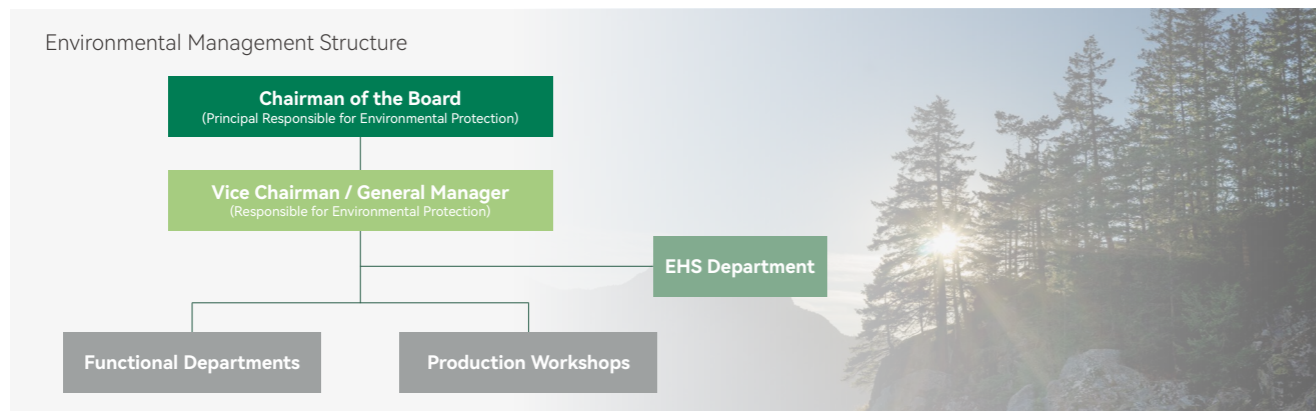 Environmental Management Structure
Chairman of the Board
(Principal Responsible for Environmental Protection)
Vice Chairman / General Manager
(Responsible for Environmental Protection)
EHS Department
Functional Departments
Production Workshops